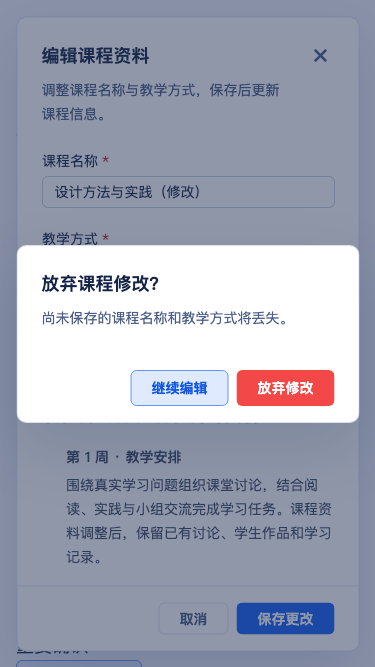 编辑课程资料
调整课程名称与教学方式，保存后更新
课程信息。
课程名称 *
设计方法与实践（修改）
教学方式 *
放弃课程修改?
尚未保存的课程名称和教学方式将丢失。
继续编辑
放弃修改
第 1 周 · 教学安排
围绕真实学习问题组织课堂讨论，结合阅
读、实践与小组交流完成学习任务。课程资
料调整后，保留已有讨论、学生作品和学习
记录。
取消
保存更改